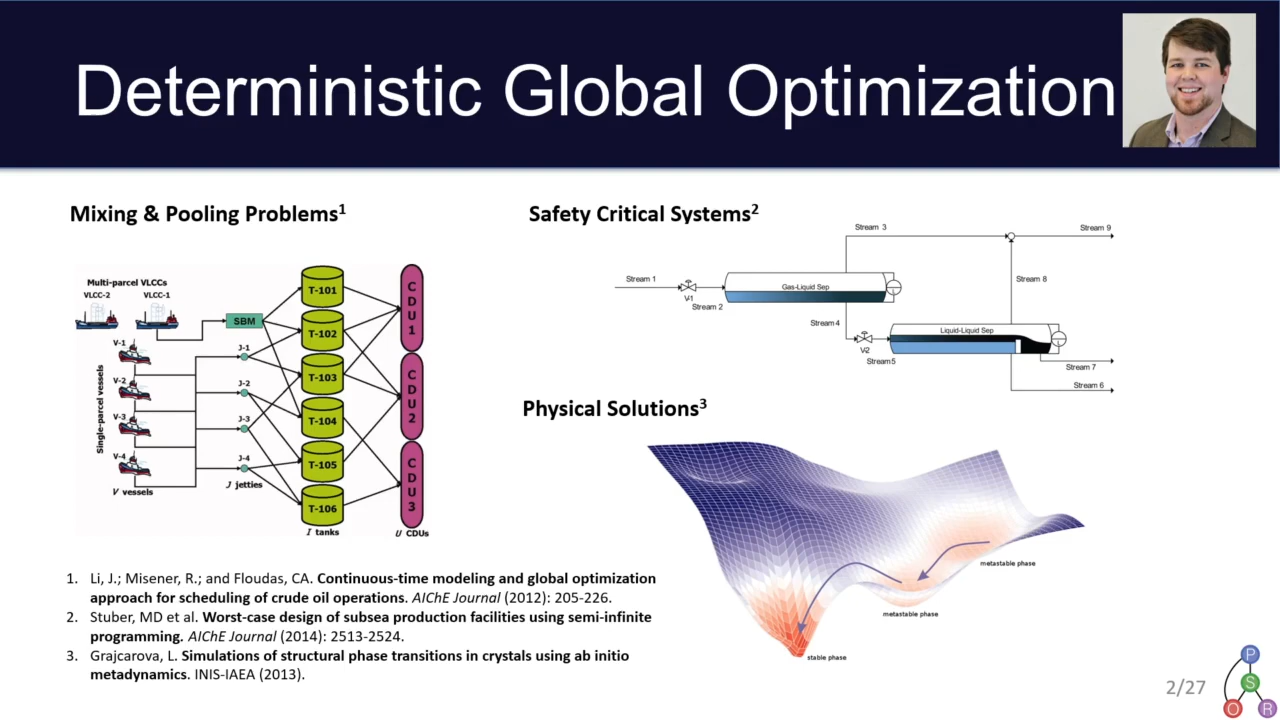 Deterministic Global Optimization
Mixing & Pooling Problems1
Multi-parcel VLCCs
VLCC-2
VLCC-1
SBM
V-1
V-2
V-3
V-4
Single-parcel vessels
V vessels
J-1
J-2
J-3
J-4
J jetties
T-101
T-102
T-103
T-104
T-105
T-106
I tanks
CDU1
CDU2
CDU3
U CDUs
Safety Critical Systems2
Stream 1
V-1
Stream 2
Gas-Liquid Sep
Stream 3
Stream 4
V-2
Stream 5
Liquid-Liquid Sep
Stream 8
Stream 9
Stream 7
Stream 6
Physical Solutions3
metastable phase
metastable phase
stable phase
1. Li, J.; Misener, R.; and Floudas, CA. Continuous-time modeling and global optimization
approach for scheduling of crude oil operations. AIChE Journal (2012): 205-226.
2. Stuber, MD et al. Worst-case design of subsea production facilities using semi-infinite
programming. AIChE Journal (2014): 2513-2524.
3. Grajcarova, L. Simulations of structural phase transitions in crystals using ab initio
metadynamics. INIS-IAEA (2013).
2/27
P
S
O
R